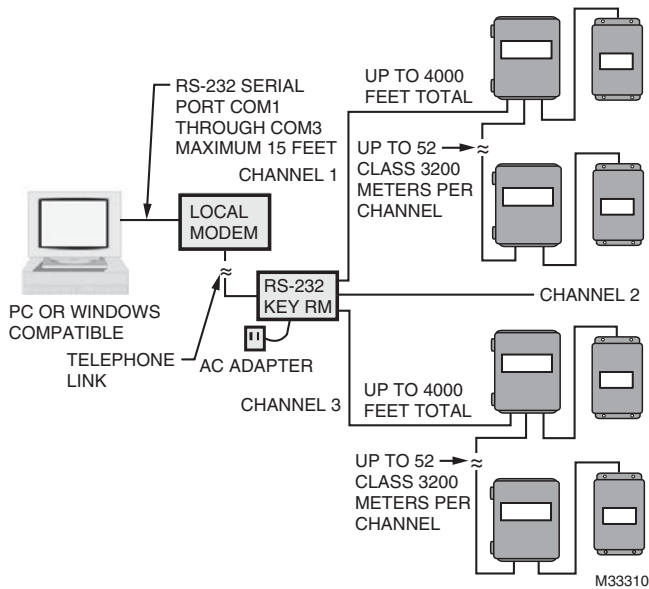 RS-232 SERIAL
PORT COM1
THROUGH COM3
MAXIMUM 15 FEET
CHANNEL 1
UP TO 4000
FEET TOTAL
UP TO 52
CLASS 3200
METERS PER
CHANNEL
LOCAL
MODEM
RS-232
KEY RM
CHANNEL 2
PC OR WINDOWS
COMPATIBLE
TELEPHONE
LINK
AC ADAPTER
CHANNEL 3
UP TO 4000
FEET TOTAL
UP TO 52
CLASS 3200
METERS PER
CHANNEL
M33310